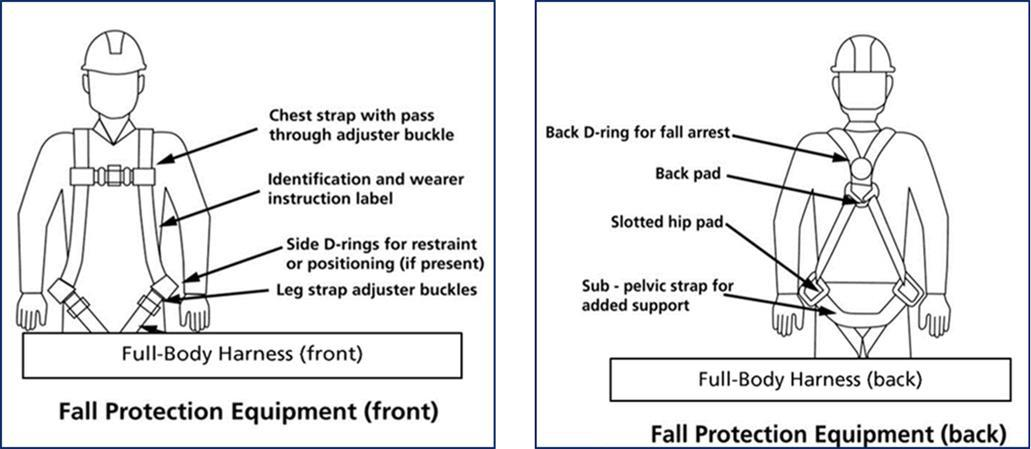 Chest strap with pass
through adjuster buckle
Identification and wearer
instruction label
Side D-rings for restraint
or positioning (if present)
Leg strap adjuster buckles
Full-Body Harness (front)
Fall Protection Equipment (front)
Back D-ring for fall arrest
Back pad
Slotted hip pad
Sub - pelvic strap for
added support
Full-Body Harness (back)
Fall Protection Equipment (back)